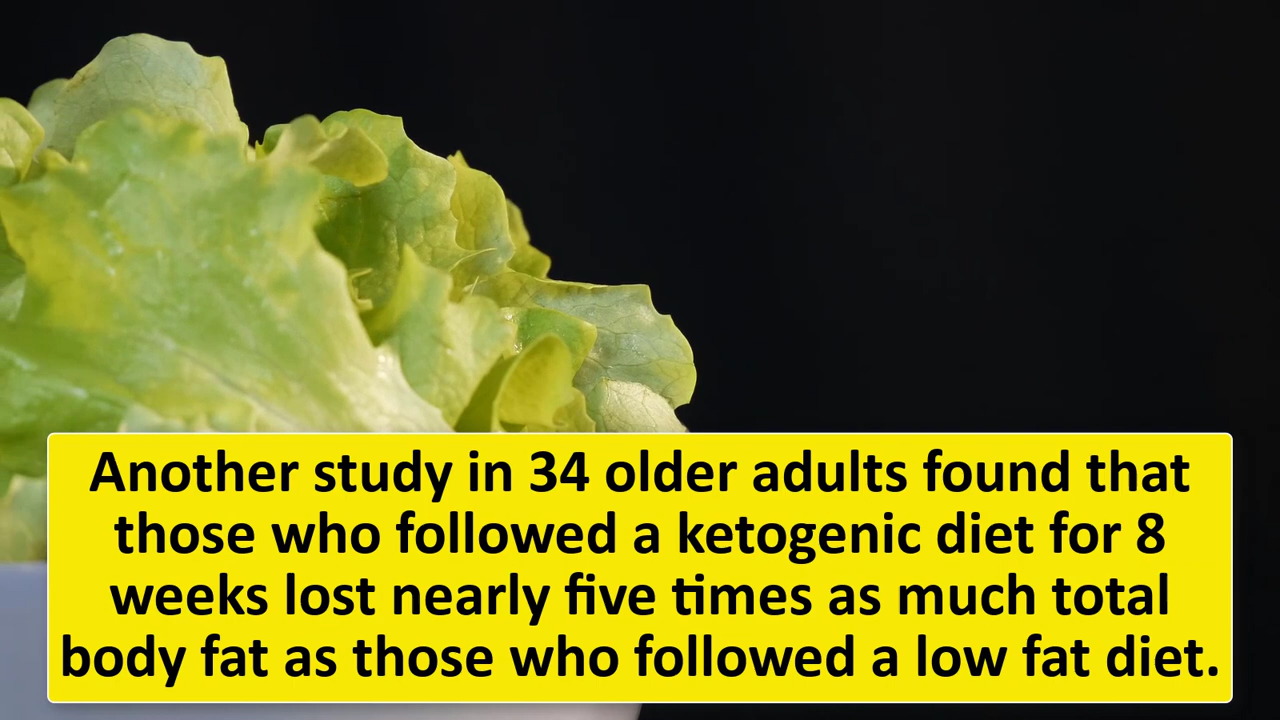 Another study in 34 older adults found that
those who followed a ketogenic diet for 8
weeks lost nearly five times as much total
body fat as those who followed a low fat diet.